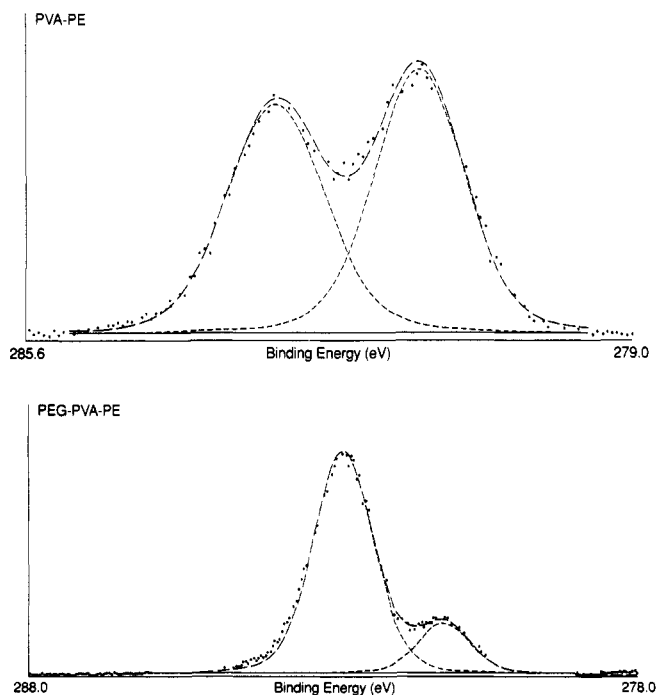 PVA-PE
285.6 Binding Energy (eV) 279.0
PEG-PVA-PE
288.0 Binding Energy (eV) 278.0